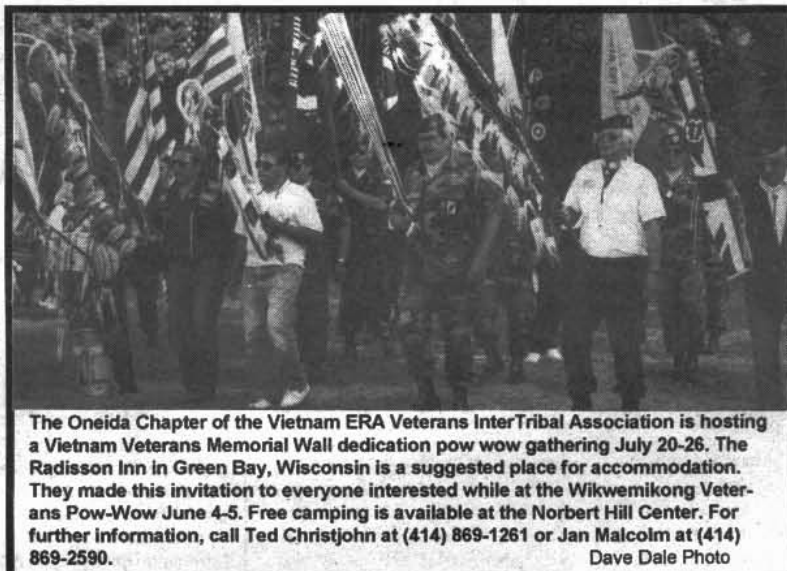 The Oneida Chapter of the Vietnam ERA Veterans InterTribal Association is hosting
a Vietnam Veterans Memorial Wall dedication pow wow gathering July 20-26. The
Radisson Inn in Green Bay, Wisconsin is a suggested place for accommodation.
They made this invitation to everyone interested while at the Wikwemikong Veter-
ans Pow-Wow June 4-5. Free camping is available at the Norbert Hill Center. For
further information, call Ted Christjohn at (414) 869-1261 or Jan Malcolm at (414)
869-2590. Dave Dale Photo